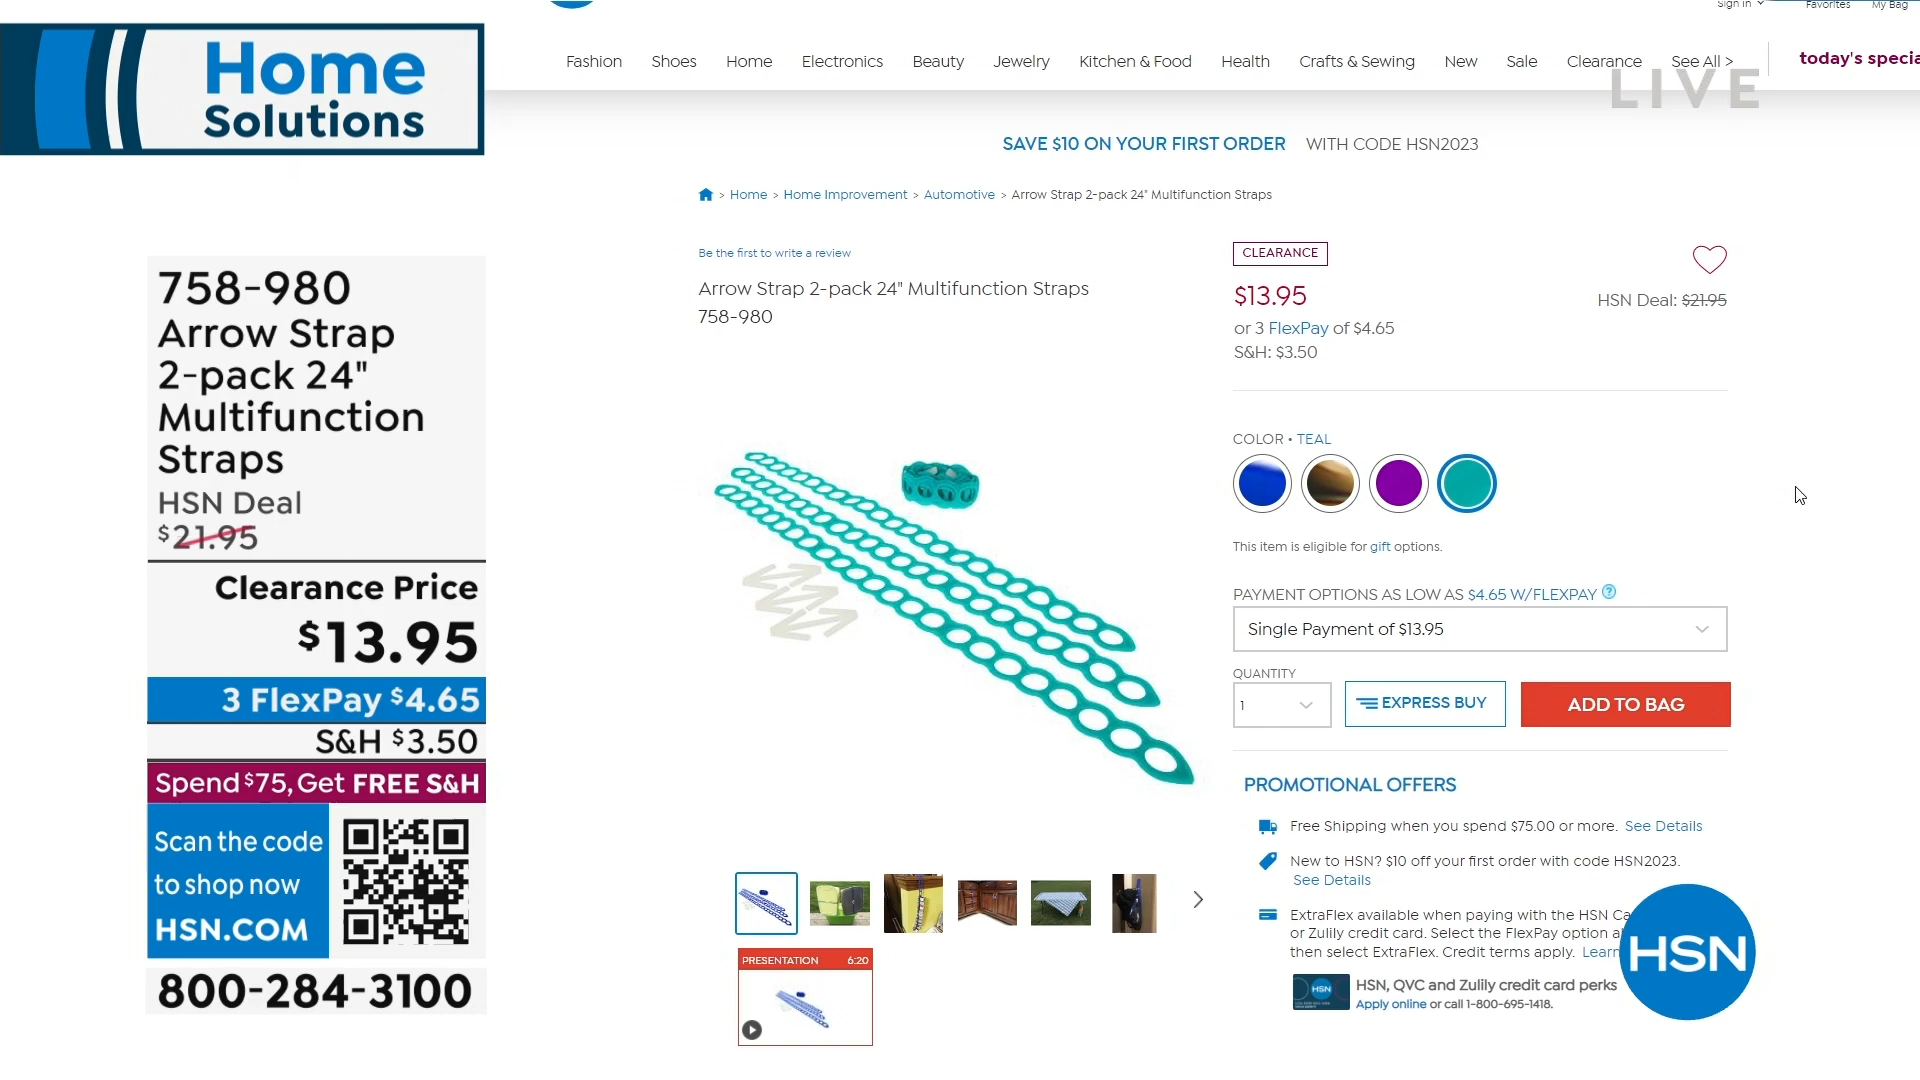 Sign In
Favorites
My Bag
Home
Solutions
Fashion Shoes Home Electronics Beauty Jewelry Kitchen & Food Health Crafts & Sewing New Sale Clearance See All >
today's
LIVE
SAVE $10 ON YOUR FIRST ORDER WITH CODE HSN2023
> Home > Home Improvement > Automotive > Arrow Strap 2-pack 24" Multifunction Straps
758-980
Arrow Strap
2-pack 24"
Multifunction
Straps
HSN Deal
$21.95
Clearance Price
$13.95
3 FlexPay $4.65
S&H $3.50
Spend $75, Get FREE S&H
Scan the code
to shop now
HSN.COM
800-284-3100
Be the first to write a review
Arrow Strap 2-pack 24" Multifunction Straps
758-980
PRESENTATION 6:20
CLEARANCE
$13.95
HSN Deal: $21.95
or 3 FlexPay of $4.65
S&H: $3.50
COLOR • TEAL
This item is eligible for gift options.
PAYMENT OPTIONS AS LOW AS $4.65 W/FLEXPAY ?
Single Payment of $13.95
QUANTITY
1
EXPRESS BUY
ADD TO BAG
PROMOTIONAL OFFERS
Free Shipping when you spend $75.00 or more. See Details
New to HSN? $10 off your first order with code HSN2023.
See Details
ExtraFlex available when paying with the HSN
or Zulily credit card. Select the FlexPay option
then select ExtraFlex. Credit terms apply. Learn
HSN
HSN
HSN, QVC and Zulily credit card perks
Apply online or call 1-800-695-1418.